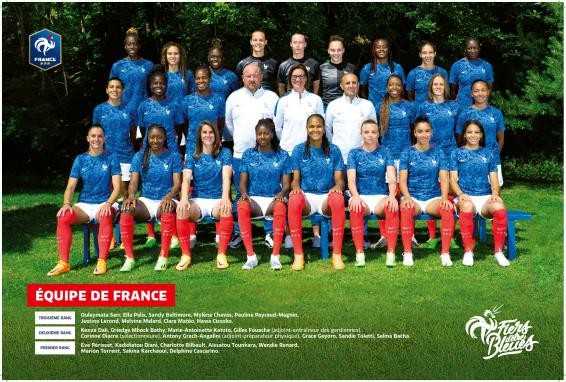 FRANCE
ÉQUIPE DE FRANCE
TROISIÈME RANG
Ouleymata Sarr, Ella Palis, Sandy Baltimore, Mylène Chavas, Pauline Peyraud-Magnin,
Justine Lerond, Melvine Malard, Clara Matéo, Hawa Cissoko.
DEUXIÈME RANG
Kenza Dali, Griedge Mbock Bathy, Marie-Antoinette Katoto, Gilles Fouache (adjoint-entraîneur des gardiennes).
Corinne Diacre (sélectionneure), Antony Grech-Angelini (adjoint-préparateur physique), Grace Geyoro, Sandie Toletti, Selma Bacha.
PREMIER RANG
Eve Périsset, Kadidiatou Diani, Charlotte Bilbault, Aïssatou Tounkara, Wendie Renard,
Marion Torrent, Sakina Karchaoui, Delphine Cascarino.
Fiers
d'être
Bleues